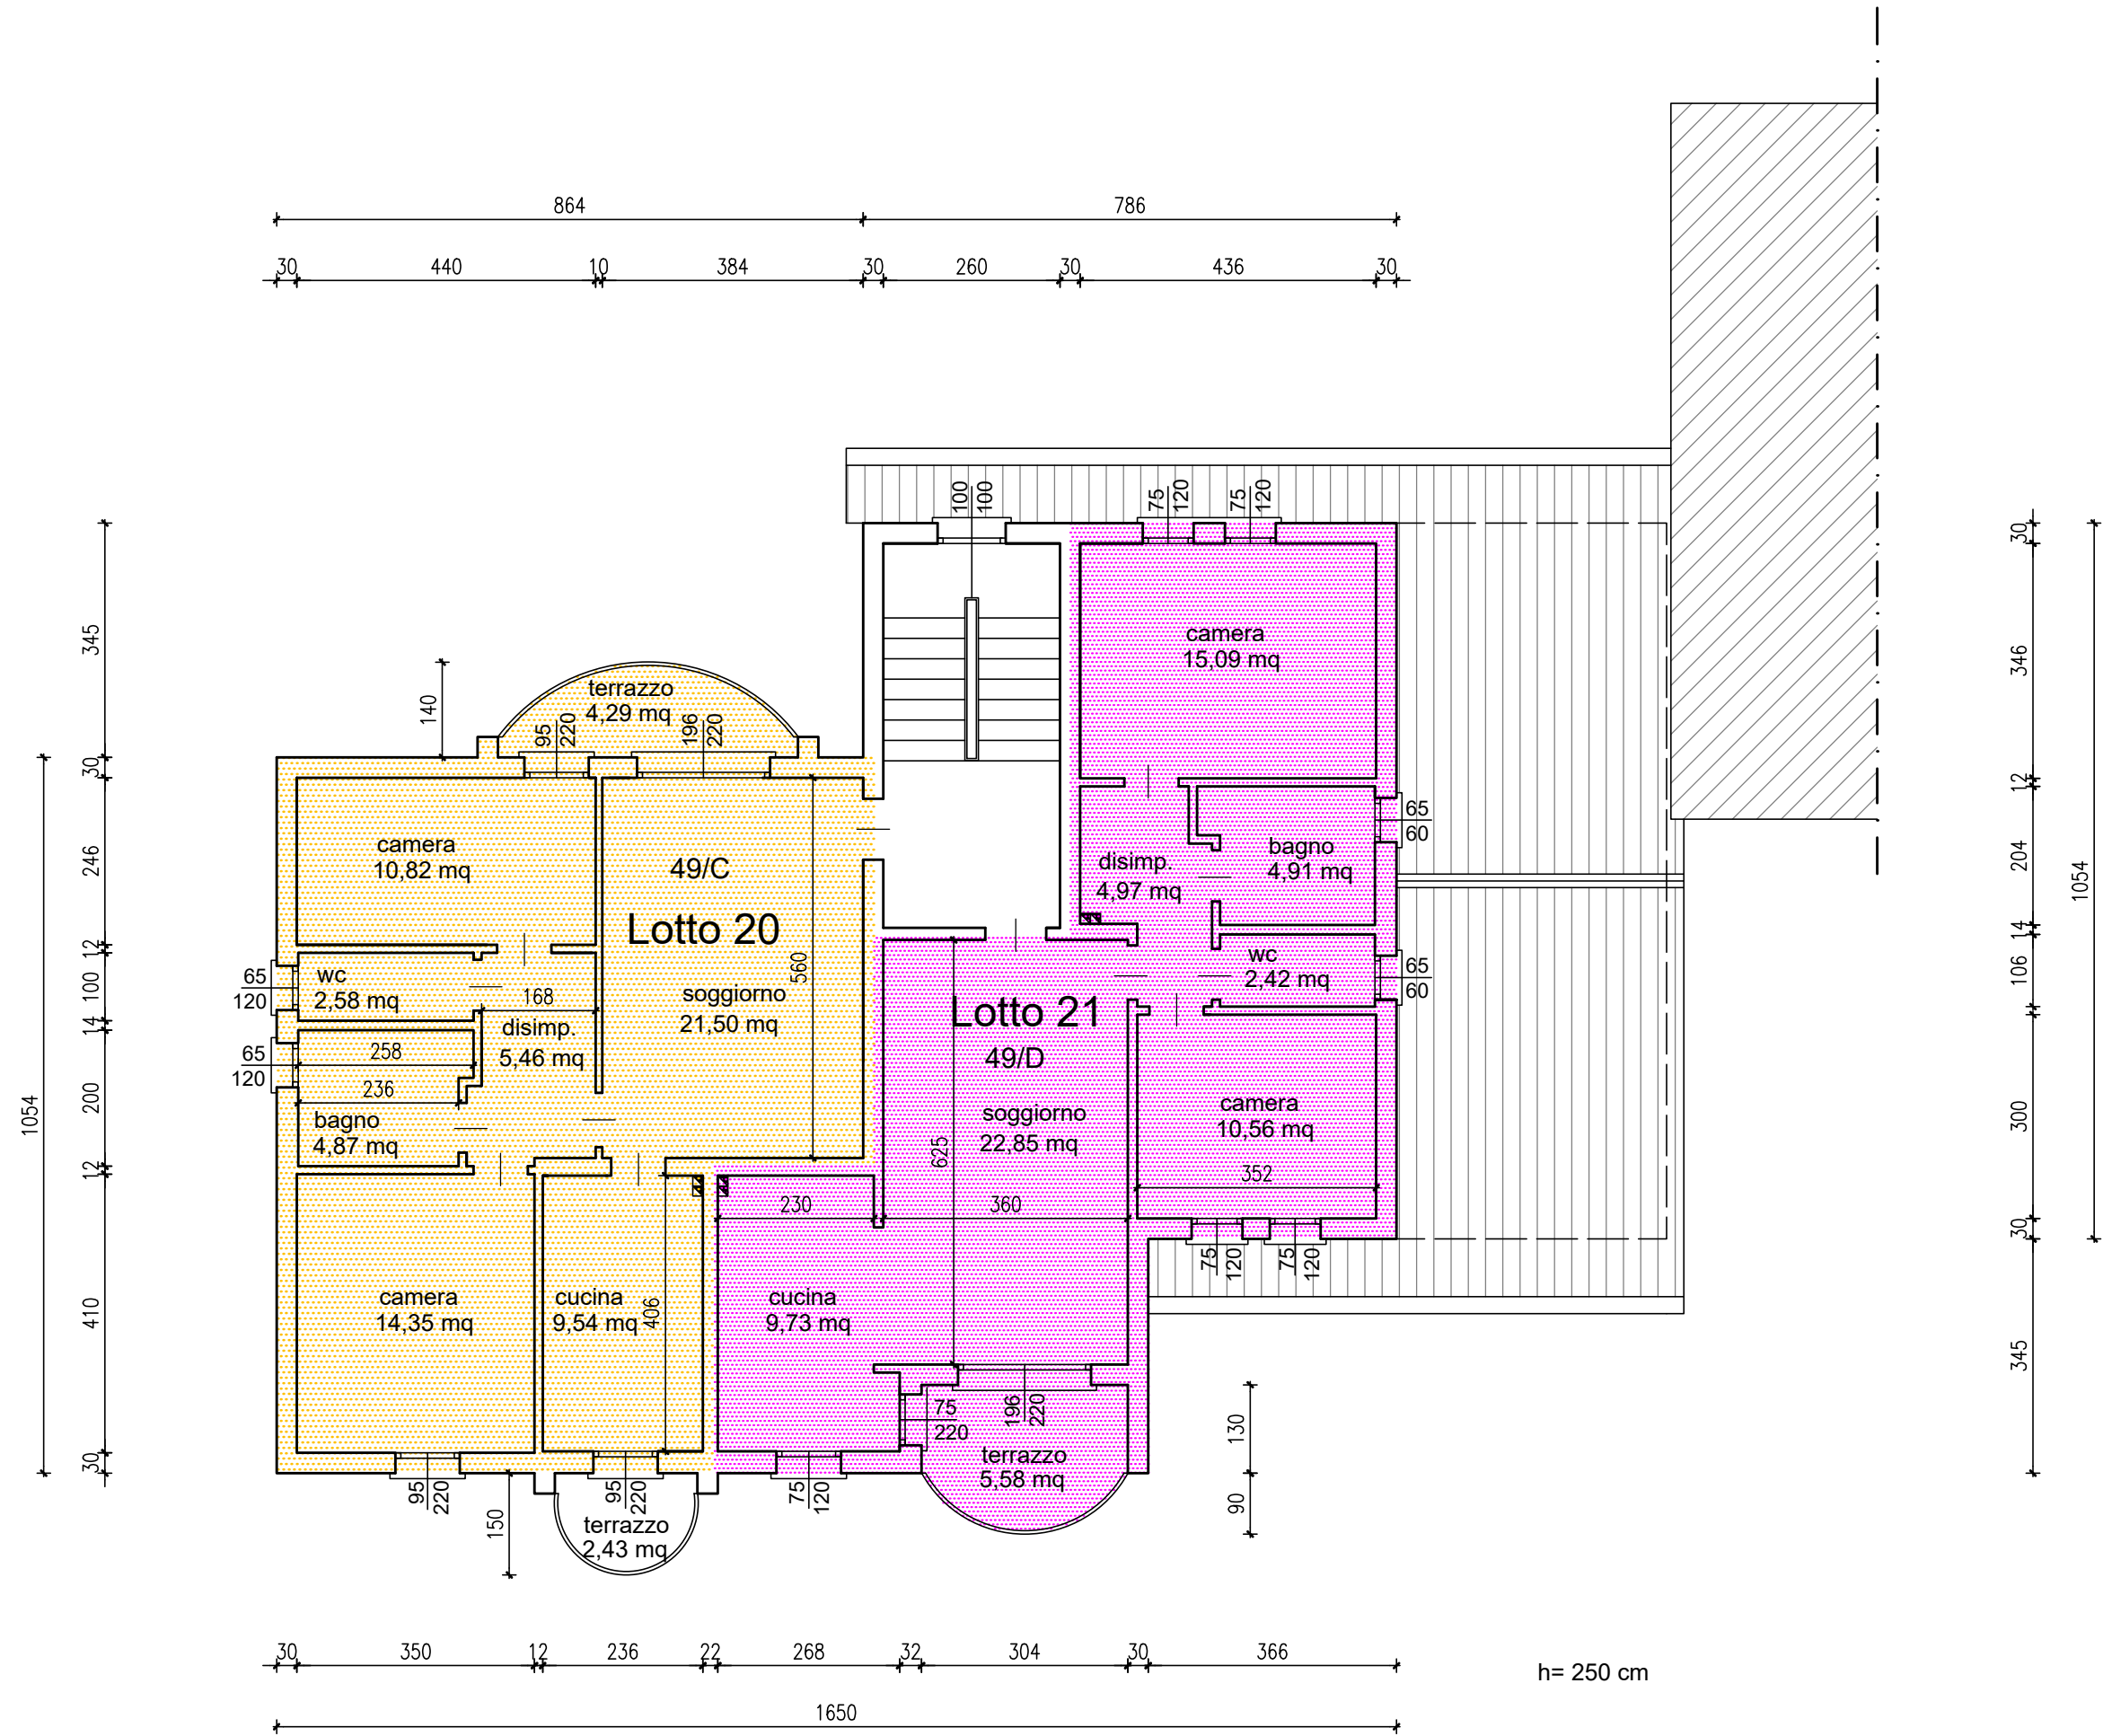 864
786
30
440
10
384
30
260
30
436
30
100
100
75
120
75
120
30
345
camera
15,09 mq
346
terrazzo
4,29 mq
140
95
220
196
220
30
12
65
60
camera
10,82 mq
49/C
bagno
4,91 mq
disimp.
4,97 mq
246
204
1054
Lotto 20
12
14
wc
2,42 mq
65
60
106
65
120
wc
2,58 mq
100
168
560
soggiorno
21,50 mq
Lotto 21
49/D
disimp.
5,46 mq
14
65
120
258
236
200
1054
bagno
4,87 mq
soggiorno
22,85 mq
625
camera
10,56 mq
352
300
12
230
360
30
75
120
75
120
camera
14,35 mq
cucina
9,54 mq
406
cucina
9,73 mq
410
345
75
220
196
220
130
terrazzo
5,58 mq
30
95
220
95
220
75
120
90
150
terrazzo
2,43 mq
30
350
12
236
22
268
32
304
30
366
h= 250 cm
1650